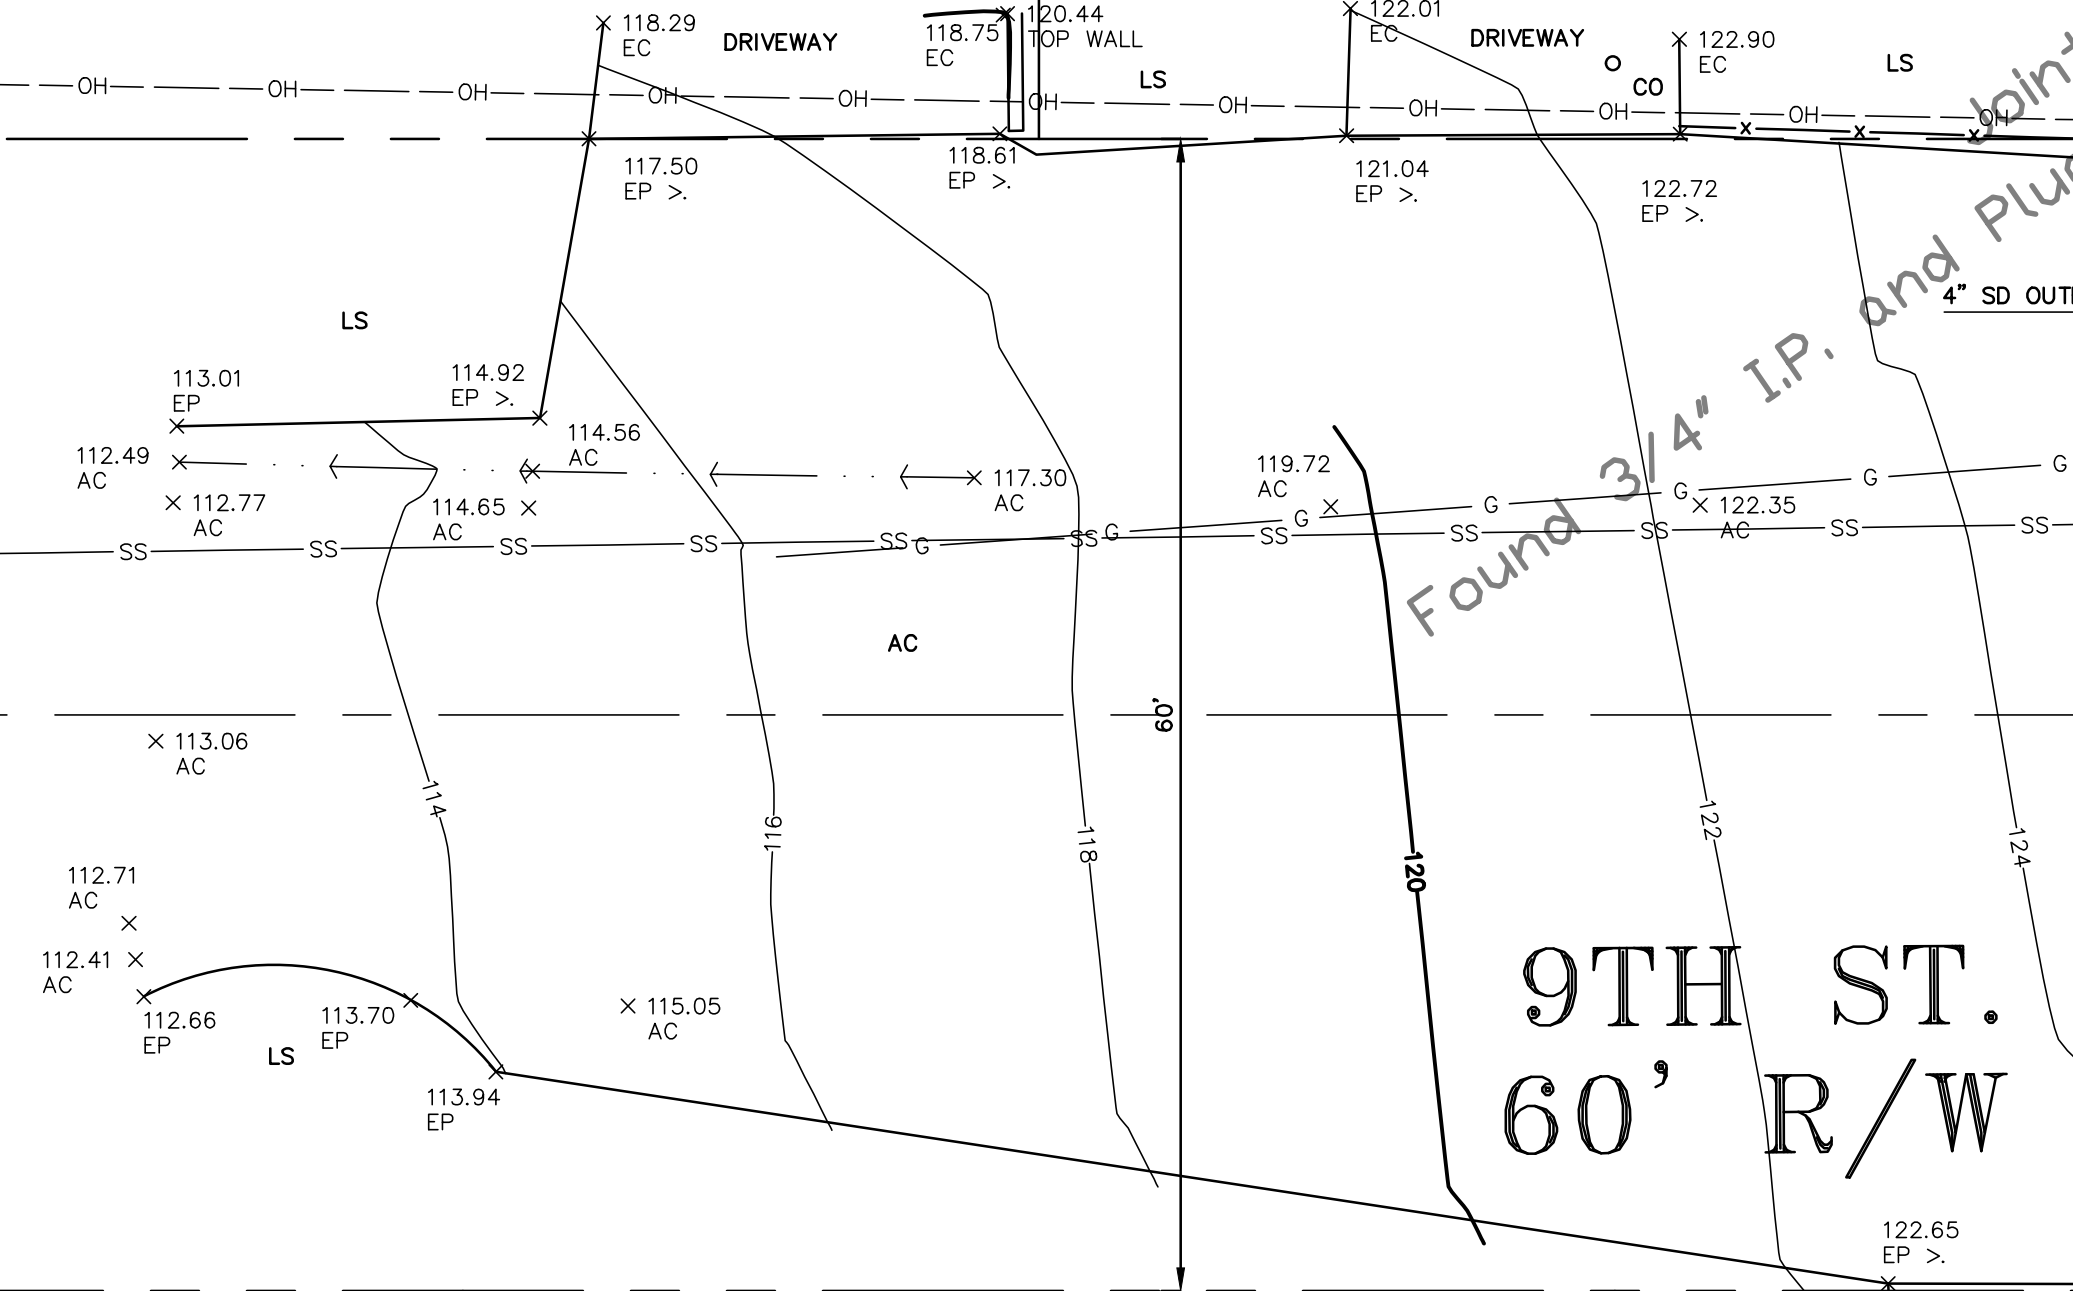 118.29
EC
DRIVEWAY
118.75
EC
120.44
TOP WALL
LS
122.01
EC
DRIVEWAY
CO
122.90
EC
LS
Joint
OH OH OH OH OH OH OH OH OH OH OH
117.50
EP >.
118.61
EP >.
121.04
EP >.
122.72
EP >.
4" SD
Found 3/4" I.P. and
LS
113.01
EP
114.92
EP >.
112.49
AC
114.56
AC
112.77
AC
114.65
AC
117.30
AC
119.72
AC
122.35
AC
G G G G G G G
SS SS SS SS SS SS SS SS SS SS SS
AC
60'
113.06
AC
114
116
118
120
122
124
112.71
AC
112.41
AC
112.66
EP
113.70
EP
LS
115.05
AC
113.94
EP
9TH ST.
60' R/W
122.65
EP >.